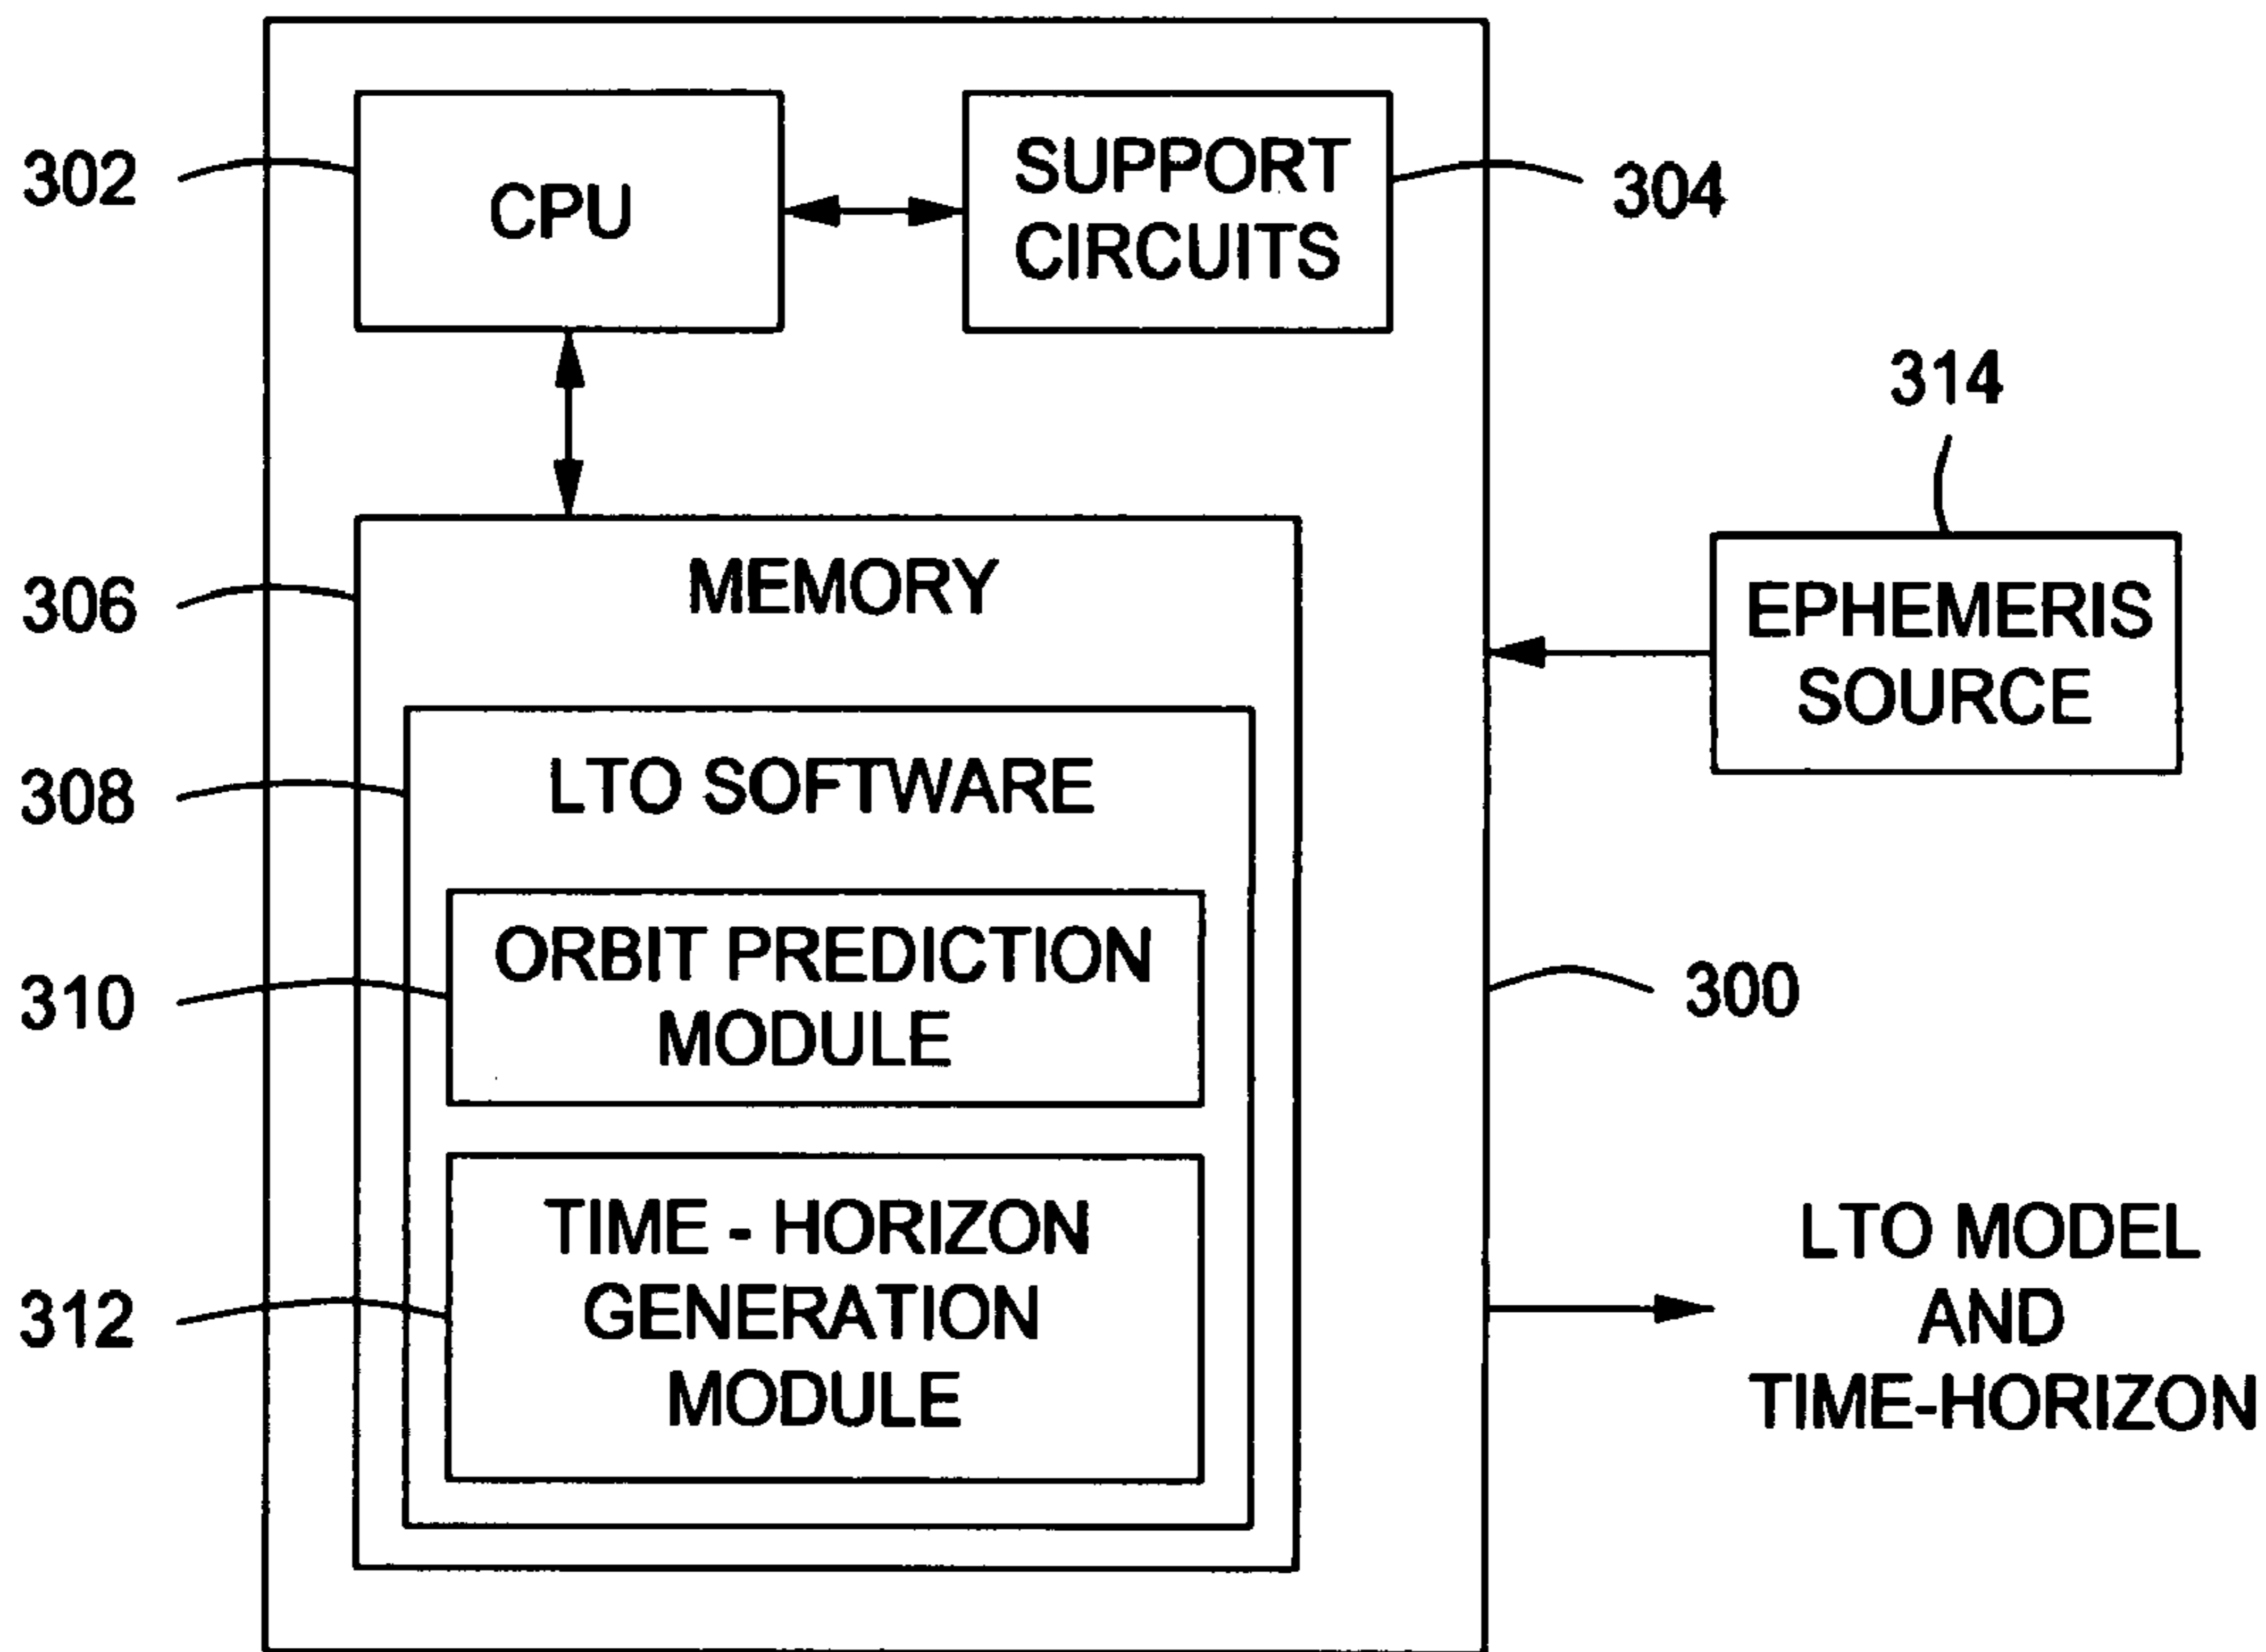 302
CPU
SUPPORT
CIRCUITS
304
314
306
MEMORY
EPHEMERIS
SOURCE
308
LTO SOFTWARE
310
ORBIT PREDICTION
MODULE
300
312
TIME - HORIZON
GENERATION
MODULE
LTO MODEL
AND
TIME-HORIZON